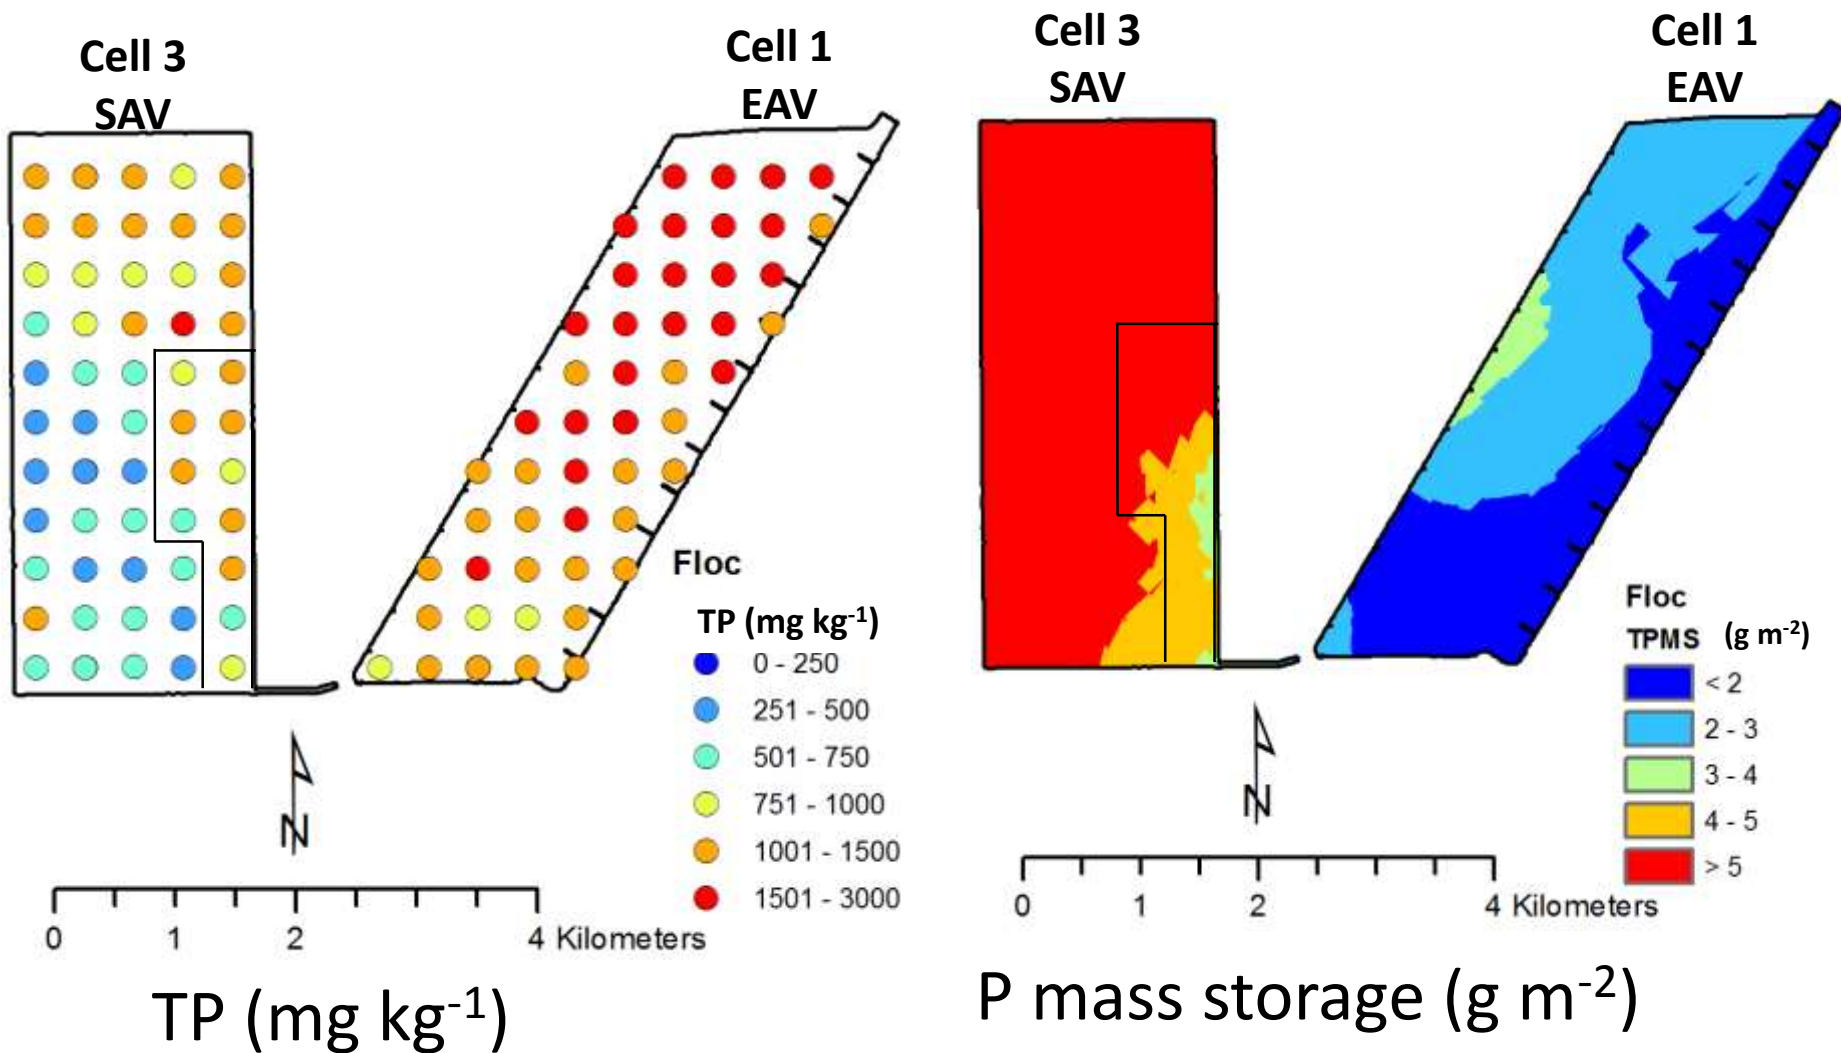 Cell 3
SAV
Cell 1
EAV
Floc
TP (mg kg⁻¹)
0 - 250
251 - 500
501 - 750
751 - 1000
1001 - 1500
1501 - 3000
N
0 1 2 4 Kilometers
TP (mg kg⁻¹)
Cell 3
SAV
Cell 1
EAV
Floc
TPMS (g m⁻²)
< 2
2 - 3
3 - 4
4 - 5
> 5
N
0 1 2 4 Kilometers
P mass storage (g m⁻²)